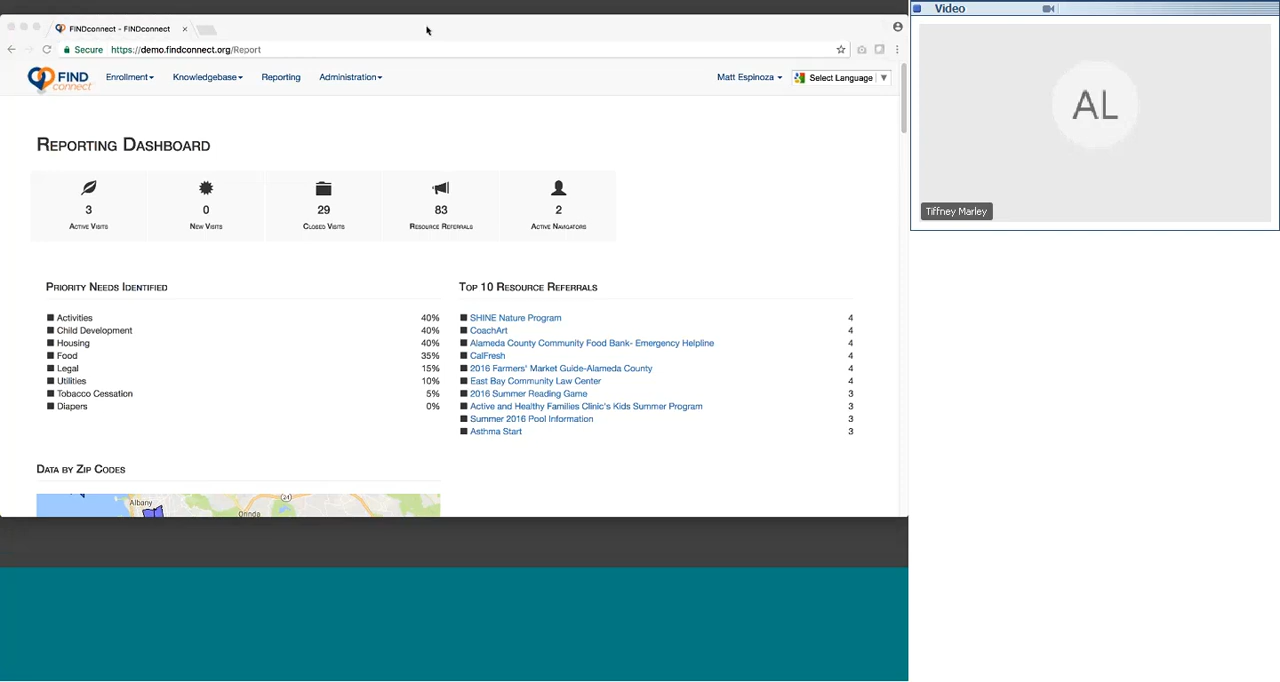 FINDconnect - FINDconnect
Secure https://demo.findconnect.org/Report
FIND connect Enrollment Knowledgebase Reporting Administration Matt Espinoza Select Language
Reporting Dashboard
3 0 29 83 2
Active Visits New Visits Closed Visits Resource Referrals Active Navigators
Priority Needs Identified
Activities 40%
Child Development 40%
Housing 40%
Food 35%
Legal 15%
Utilities 10%
Tobacco Cessation 5%
Diapers 0%
Top 10 Resource Referrals
SHINE Nature Program 4
CoachArt 4
Alameda County Community Food Bank- Emergency Helpline 4
CalFresh 4
2016 Farmers' Market Guide-Alameda County 4
East Bay Community Law Center 4
2016 Summer Reading Game 3
Active and Healthy Families Clinic's Kids Summer Program 3
Summer 2016 Pool Information 3
Asthma Start 3
Data by Zip Codes
Albany
Orinda
24
Video
AL
Tiffney Marley